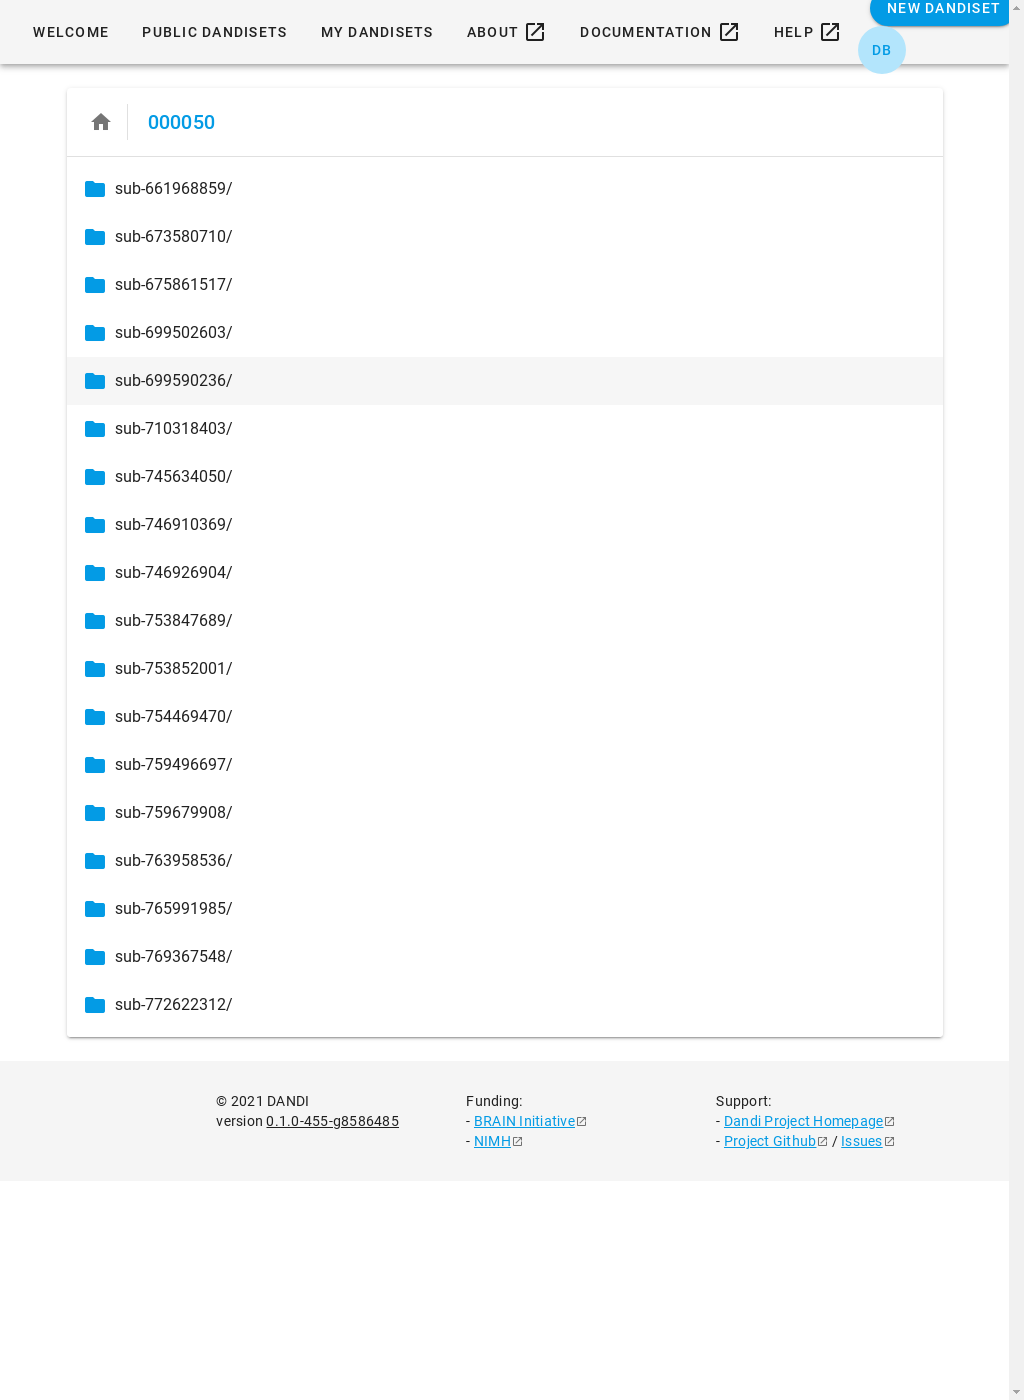 WELCOME PUBLIC DANDISETS MY DANDISETS ABOUT DOCUMENTATION HELP NEW DANDISET
DB
000050
sub-661968859/
sub-673580710/
sub-675861517/
sub-699502603/
sub-699590236/
sub-710318403/
sub-745634050/
sub-746910369/
sub-746926904/
sub-753847689/
sub-753852001/
sub-754469470/
sub-759496697/
sub-759679908/
sub-763958536/
sub-765991985/
sub-769367548/
sub-772622312/
© 2021 DANDI
version 0.1.0-455-g8586485
Funding:
- BRAIN Initiative
- NIMH
Support:
- Dandi Project Homepage
- Project Github / Issues